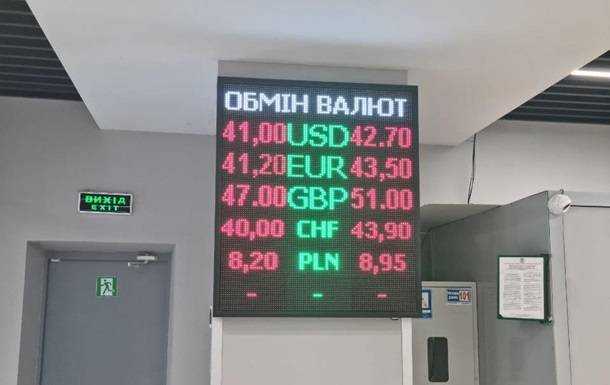 ОБМІН ВАЛЮТ
41,00 USD 42.70
41,20 EUR 43,50
47.00 GBP 51.00
40,00 CHF 43,90
8,20 PLN 8,95
- - -
ВИХІД
EXIT
101